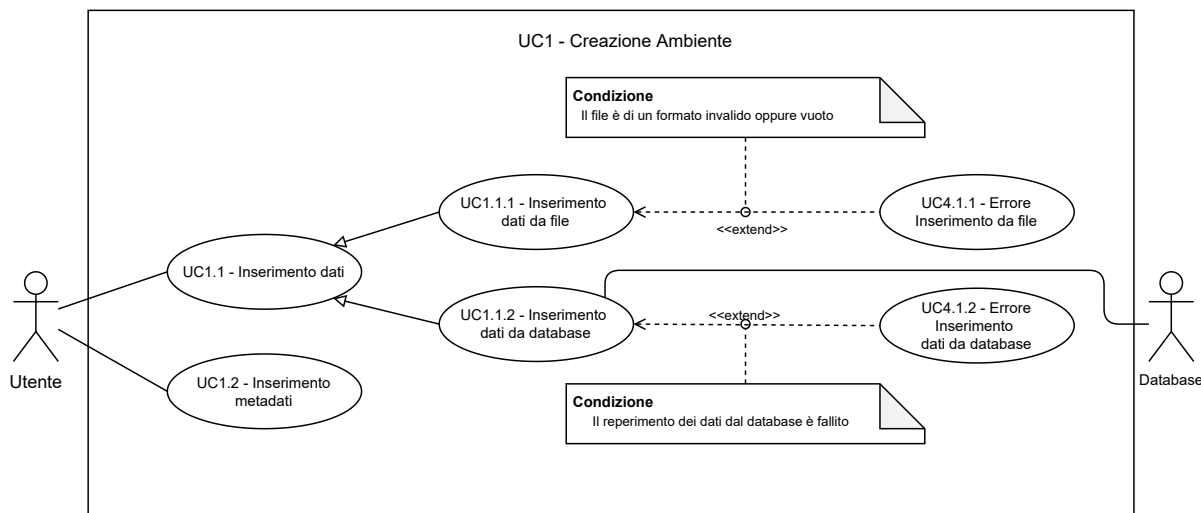 UC1 - Creazione Ambiente
Condizione
Il file è di un formato invalido oppure vuoto
UC1.1.1 - Inserimento
dati da file
<<extend>>
UC4.1.1 - Errore
Inserimento da file
UC1.1 - Inserimento dati
UC1.1.2 - Inserimento
dati da database
<<extend>>
UC4.1.2 - Errore
Inserimento
dati da database
Utente
Database
UC1.2 - Inserimento
metadati
Condizione
Il reperimento dei dati dal database è fallito